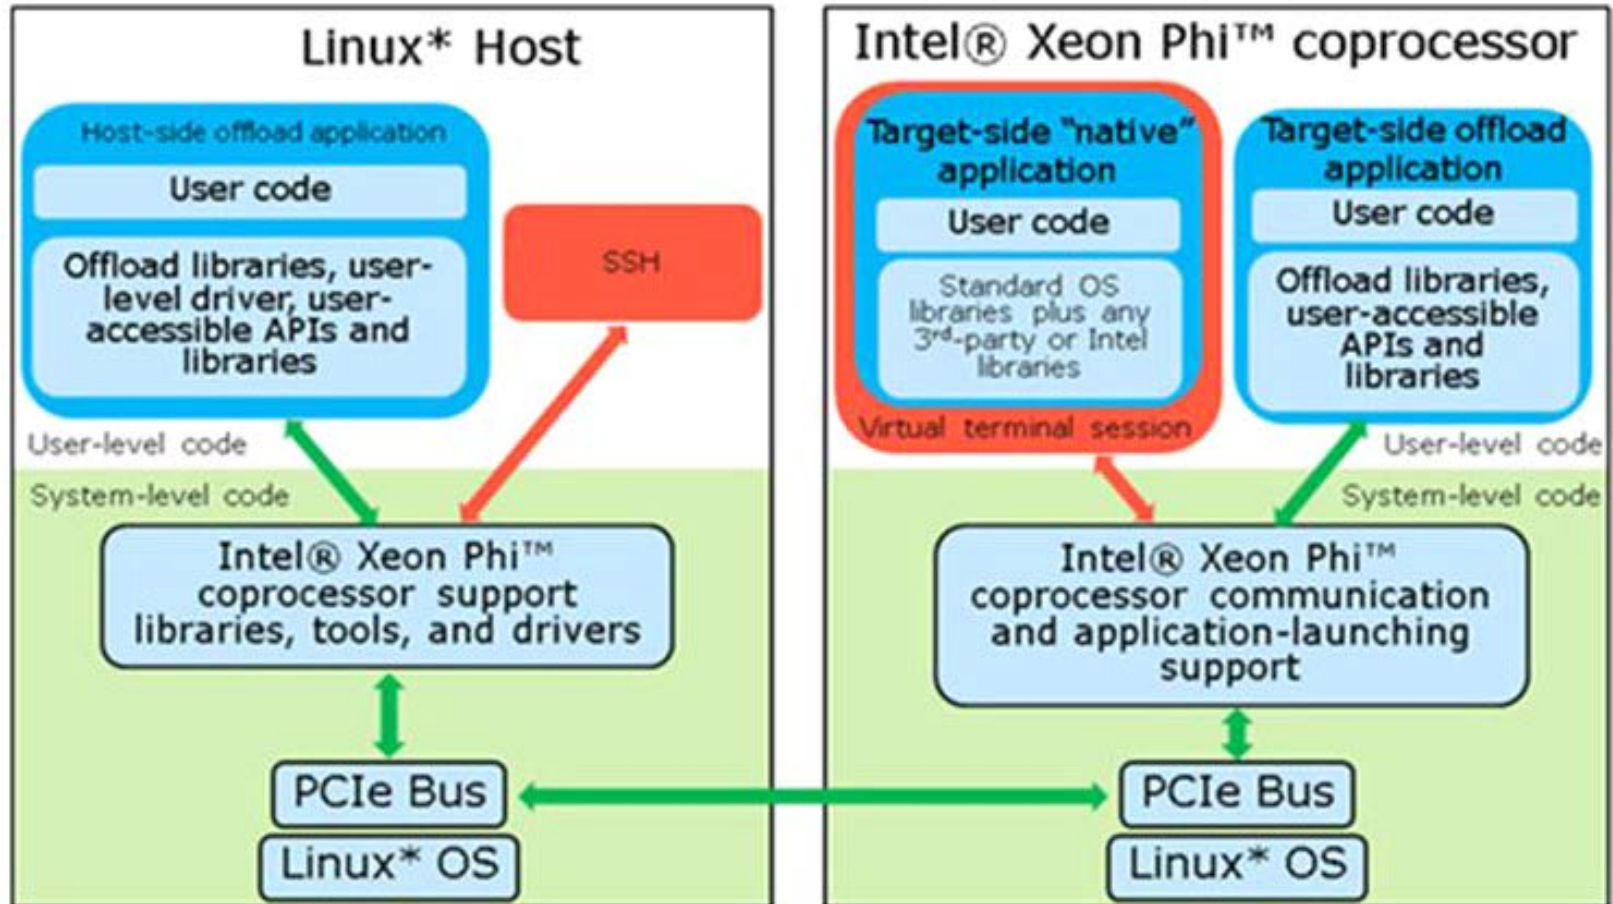 Linux* Host
Host-side offload application
User code
Offload libraries, user-
level driver, user-
accessible APIs and
libraries
SSH
User-level code
System-level code
Intel® Xeon Phi™
coprocessor support
libraries, tools, and drivers
PCIe Bus
Linux* OS
Intel® Xeon Phi™ coprocessor
Target-side “native”
application
User code
Standard OS
libraries plus any
3rd-party or Intel
libraries
Virtual terminal session
Target-side offload
application
User code
Offload libraries,
user-accessible
APIs and
libraries
User-level code
System-level code
Intel® Xeon Phi™
coprocessor communication
and application-launching
support
PCIe Bus
Linux* OS